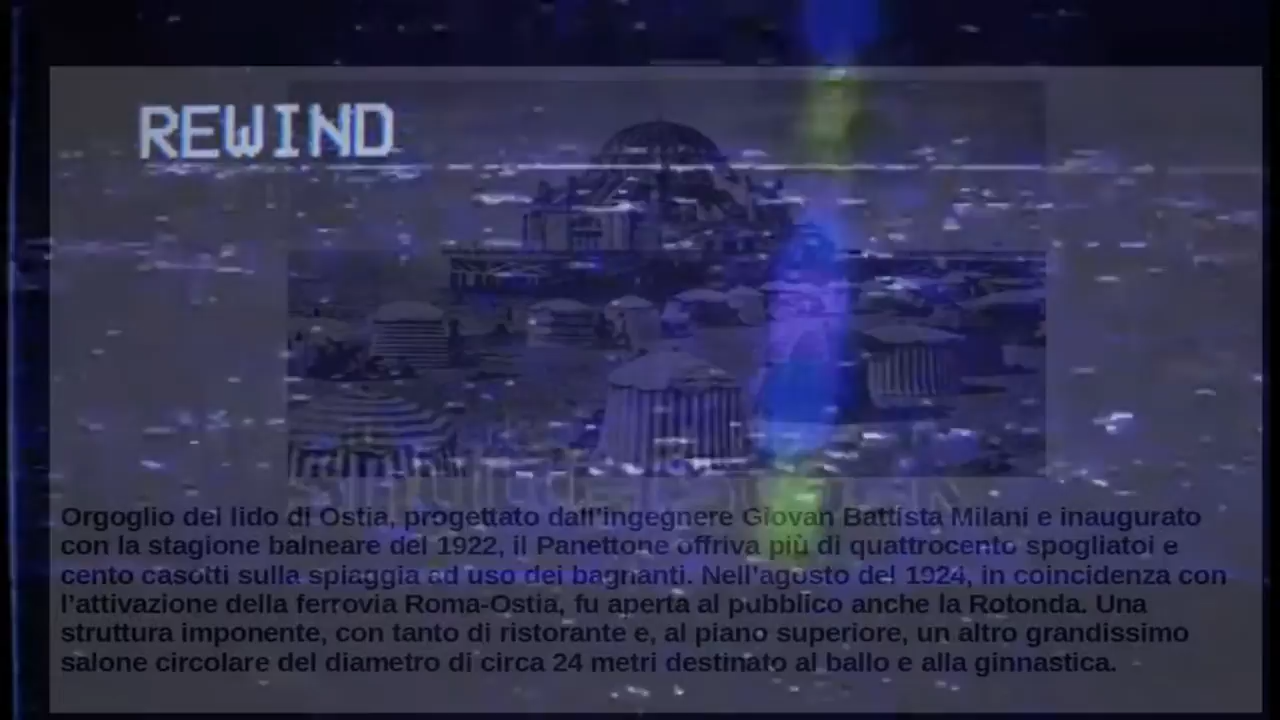 REWIND
Orgoglio del lido di Ostia, progettato dall'ingegnere Giovan Battista Milani e inaugurato
con la stagione balneare del 1922, il Panettone offriva più di quattrocento spogliatoi e
cento casotti sulla spiaggia ad uso dei bagnanti. Nell'agosto del 1924, in coincidenza con
l'attivazione della ferrovia Roma-Ostia, fu aperta al pubblico anche la Rotonda. Una
struttura imponente, con tanto di ristorante e, al piano superiore, un altro grandissimo
salone circolare del diametro di circa 24 metri destinato al ballo e alla ginnastica.